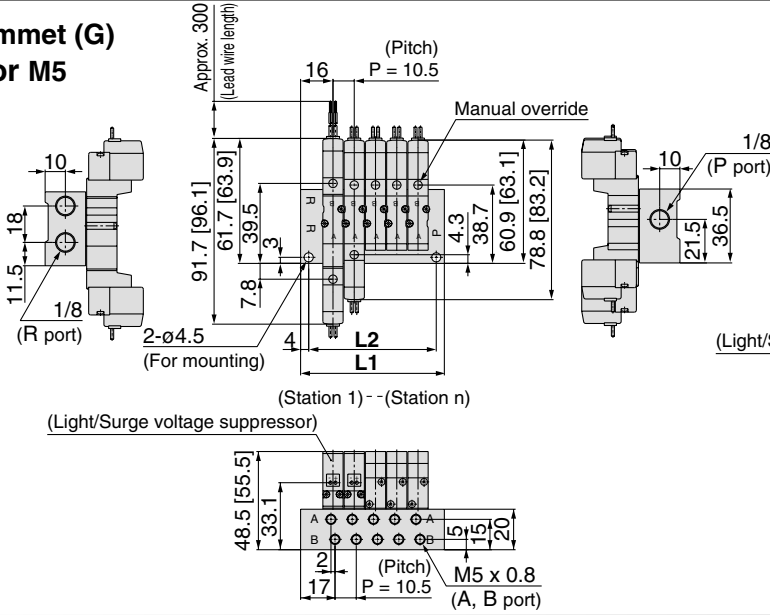 mmet (G)
or M5
Approx. 300
(Lead wire length)
(Pitch)
16
P = 10.5
Manual override
1/8
(P port)
10
10
18
11.5
1/8
(R port)
91.7 [96.1]
61.7 [63.9]
39.5
3
7.8
R
R
B
B
B
B
B
A
A
A
A
A
P
4.3
38.7
60.9 [63.1]
78.8 [83.2]
21.5
36.5
2-ø4.5
(For mounting)
4
L2
L1
(Light/S
(Station 1)--(Station n)
(Light/Surge voltage suppressor)
48.5 [55.5]
33.1
A
A
B
B
5
15
20
2
(Pitch)
17
P = 10.5
M5 x 0.8
(A, B port)